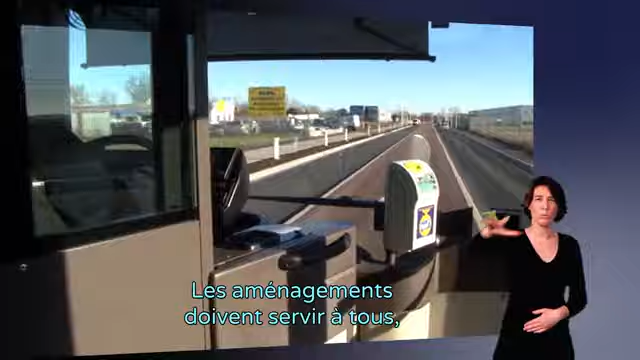 Les aménagements
doivent servir à tous,